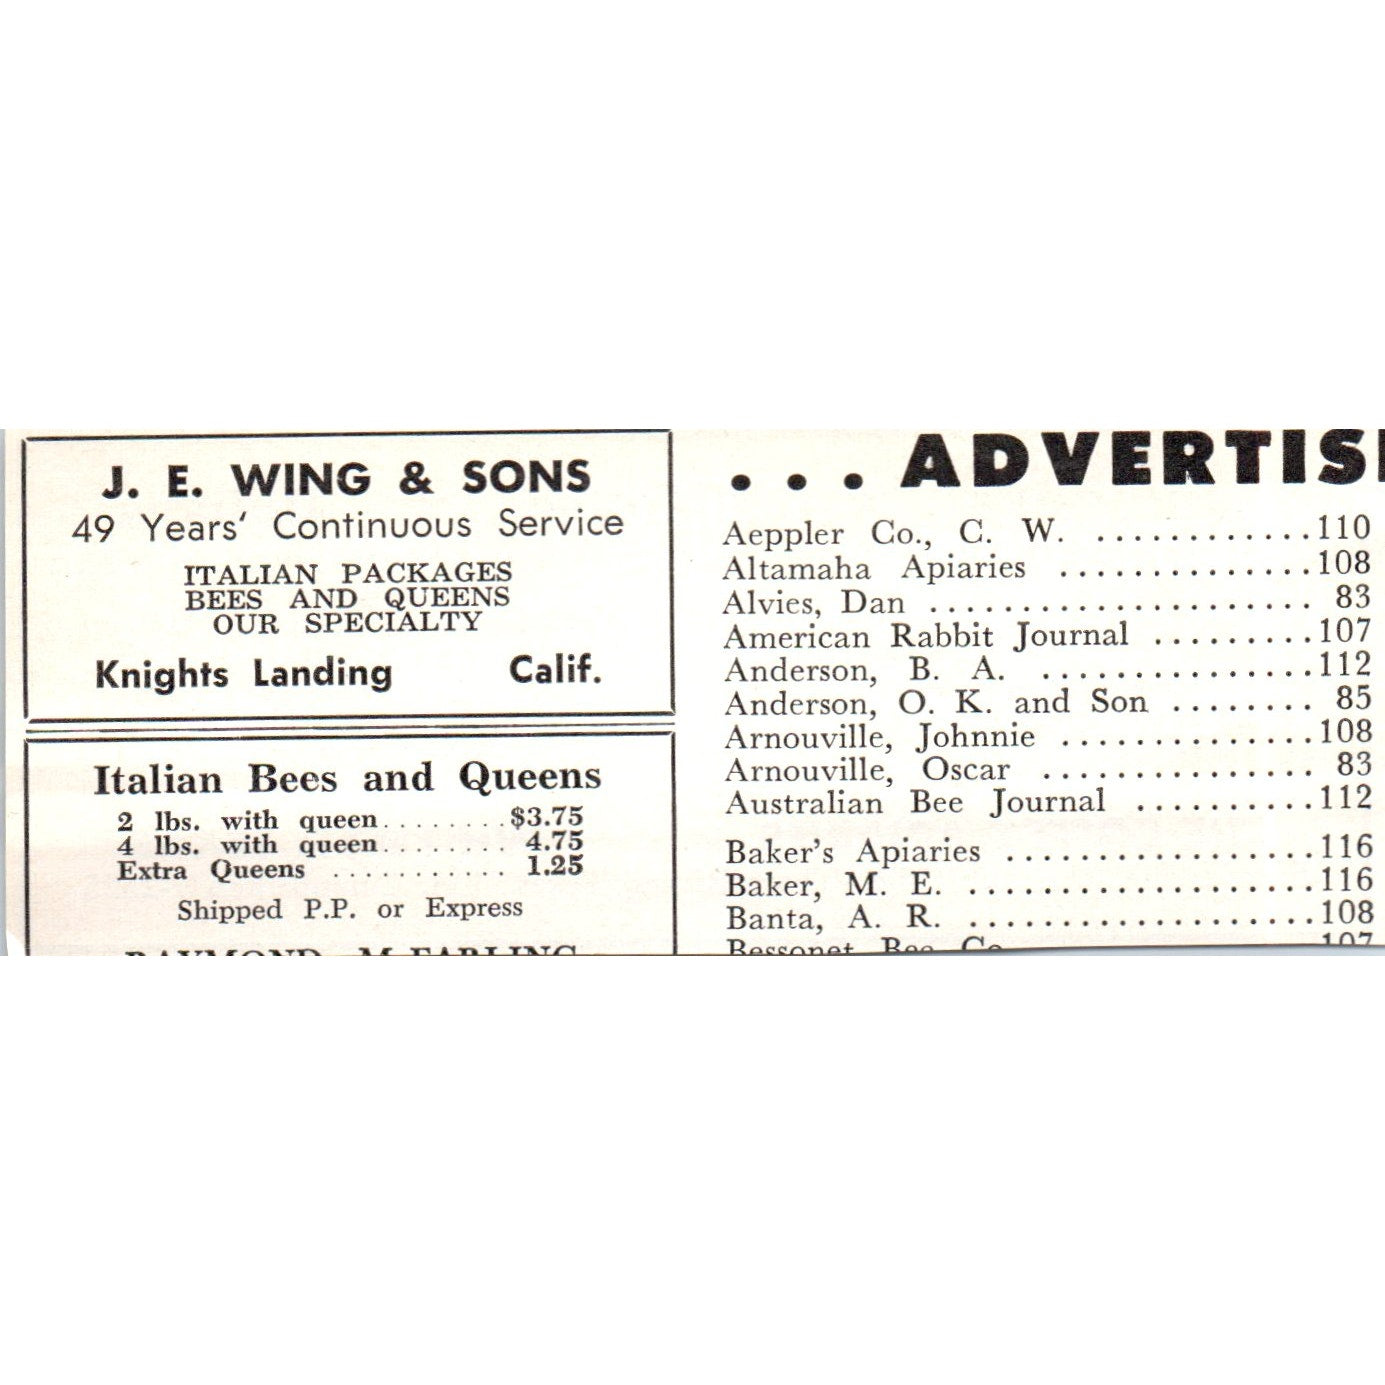 J. E. WING & SONS
49 Years' Continuous Service
ITALIAN PACKAGES
BEES AND QUEENS
OUR SPECIALTY
Knights Landing Calif.
Italian Bees and Queens
2 lbs. with queen........$3.75
4 lbs. with queen........ 4.75
Extra Queens ........... 1.25
Shipped P.P. or Express
. . . ADVERTIS
Aeppler Co., C. W. ............110
Altamaha Apiaries ..............108
Alvies, Dan ..................... 83
American Rabbit Journal .........107
Anderson, B. A. ...............112
Anderson, O. K. and Son ........ 85
Arnouville, Johnnie ..............108
Arnouville, Oscar ............... 83
Australian Bee Journal ..........112
Baker's Apiaries .................116
Baker, M. E. ...................116
Banta, A. R. ...................108
Bessonet Bee Co 107